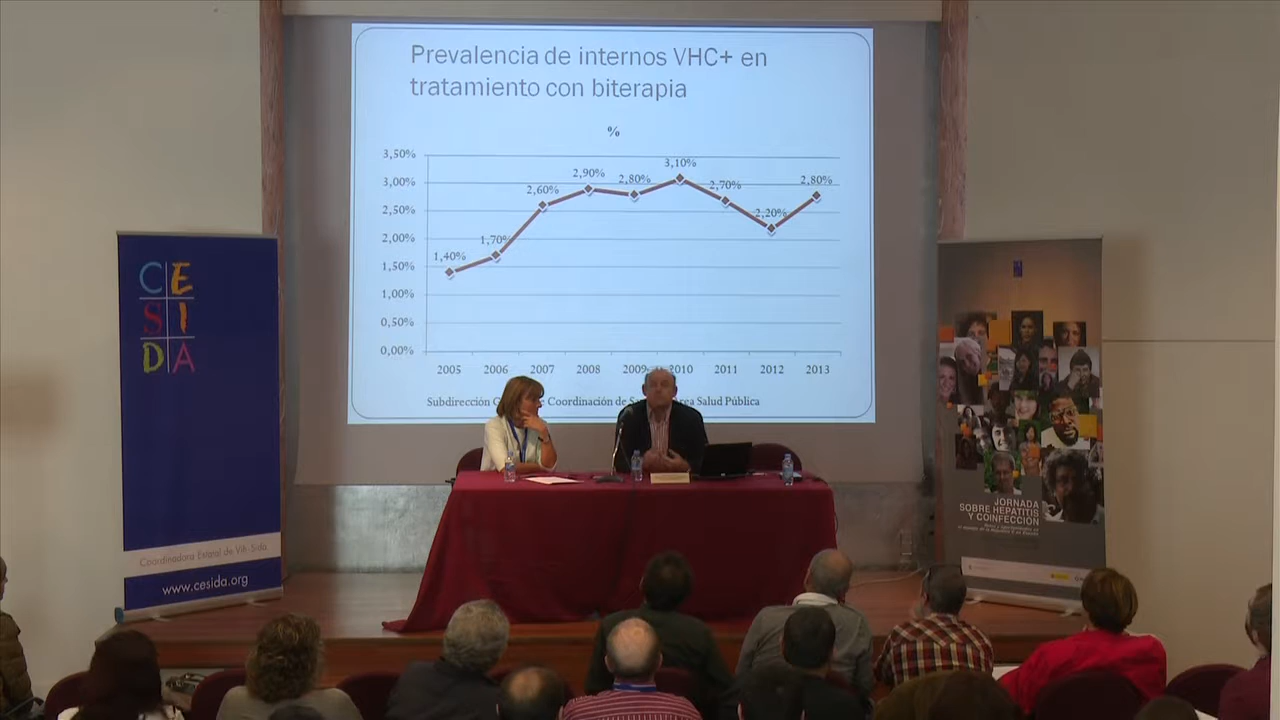 Prevalencia de internos VHC+ en
tratamiento con biterapia
%
3,50%
3,00%
2,50%
2,00%
1,50%
1,00%
0,50%
0,00%
1,40%
1,70%
2,60%
2,90%
2,80%
3,10%
2,70%
2,20%
2,80%
2005 2006 2007 2008 2009 2010 2011 2012 2013
Subdirección Coordinación de Salud Pública
CE
SI
DA
Coordinadora Estatal de Vih-Sida
www.cesida.org
JORNADA
SOBRE HEPATITIS
Y COINFECCIÓN